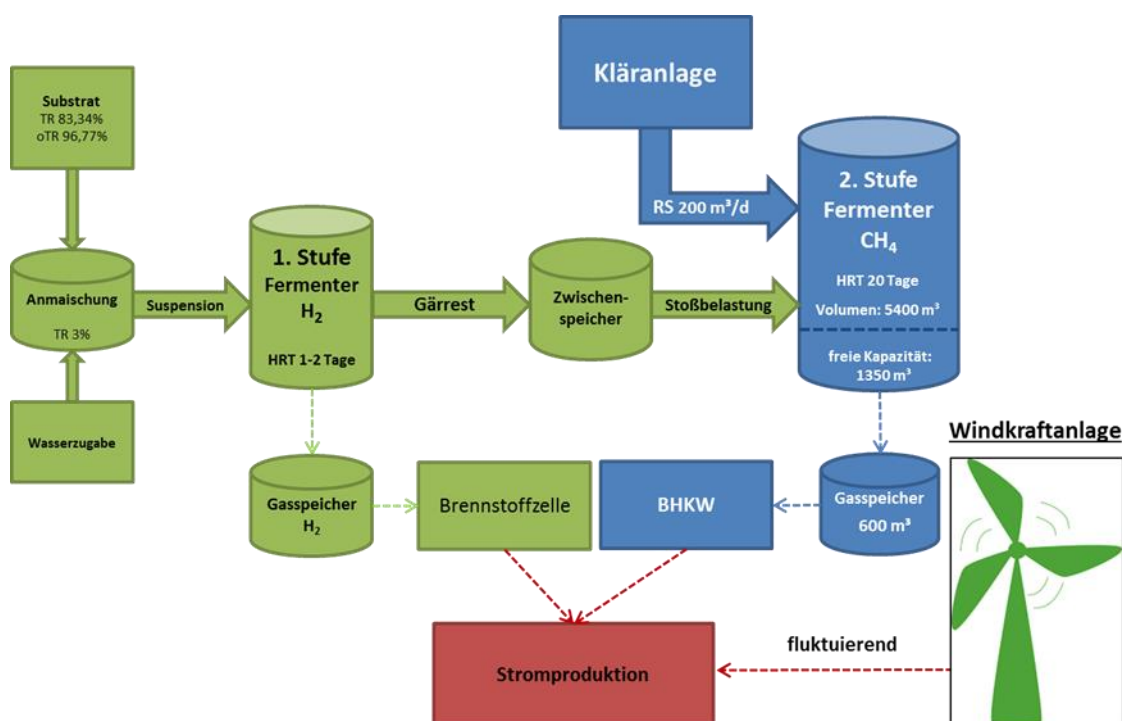 Substrat
TR 83,34%
oTR 96,77%
Kläranlage
RS 200 m³/d
2. Stufe
Fermenter
CH₄
HRT 20 Tage
Volumen: 5400 m³
freie Kapazität:
1350 m³
Anmaischung
TR 3%
Suspension
1. Stufe
Fermenter
H₂
HRT 1-2 Tage
Gärrest
Zwischen-
speicher
Stoßbelastung
Wasserzugabe
Windkraftanlage
Gasspeicher
H₂
Brennstoffzelle
BHKW
Gasspeicher
600 m³
Stromproduktion
fluktuierend